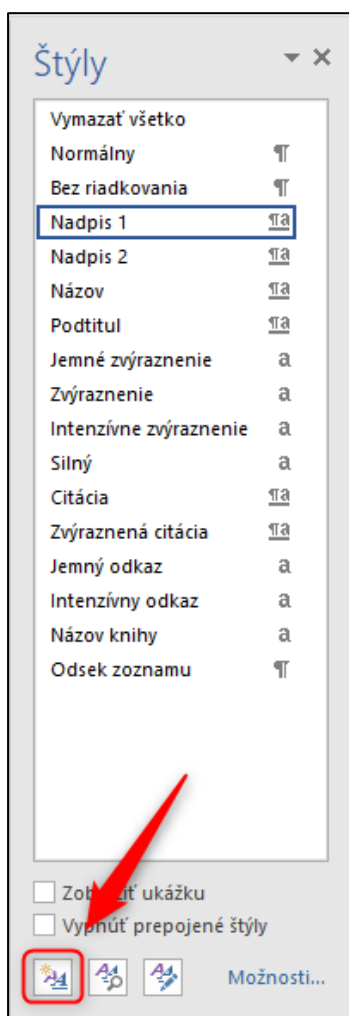 Štýly
Vymazať všetko
Normálny ¶
Bez riadkovania ¶
Nadpis 1 ¶a
Nadpis 2 ¶a
Názov ¶a
Podtitul ¶a
Jemné zvýraznenie a
Zvýraznenie a
Intenzívne zvýraznenie a
Silný a
Citácia ¶a
Zvýraznená citácia ¶a
Jemný odkaz a
Intenzívny odkaz a
Názov knihy a
Odsek zoznamu ¶
ukážku
Vypnúť prepojené štýly
Možnosti...